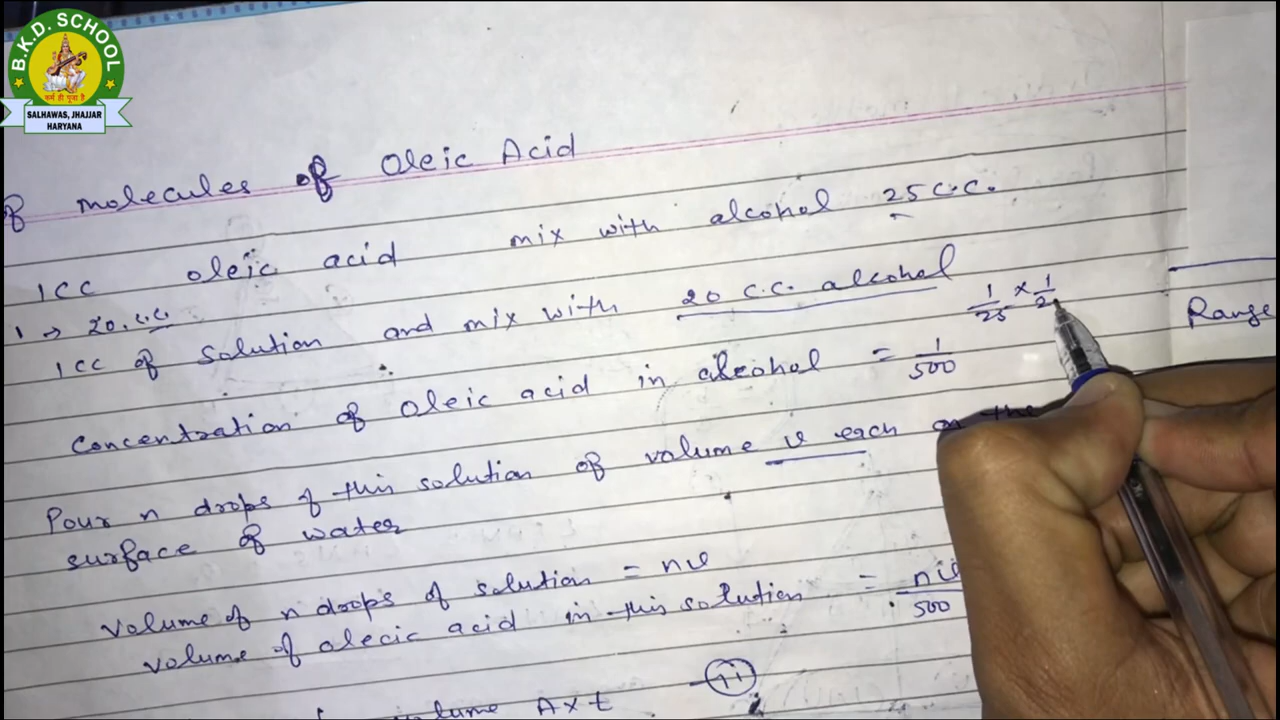 B.K.D. SCHOOL
कर्म ही पूजा है
SALHAWAS, JHAJJAR
HARYANA
of molecules of Oleic Acid
1CC oleic acid mix with alcohol 25 C.C.
1 → 20.C.C.
1CC of solution and mix with 20 C.C. alcohol
1/25 × 1/2
Range
Concentration of oleic acid in alcohol = 1/500
Pour n drops of this solution of volume v each on the
surface of water
volume of n drops of solution = nv
volume of olecic acid in this solution = nv/500
A×t ii